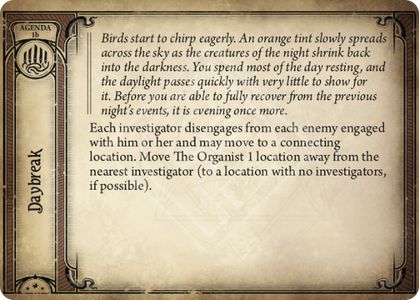 AGENDA
1b
Daybreak
Birds start to chirp eagerly. An orange tint slowly spreads
across the sky as the creatures of the night shrink back
into the darkness. You spend most of the day resting, and
the daylight passes quickly with very little to show for
it. Before you are able to fully recover from the previous
night's events, it is evening once more.
Each investigator disengages from each enemy engaged
with him or her and may move to a connecting
location. Move The Organist 1 location away from the
nearest investigator (to a location with no investigators,
if possible).